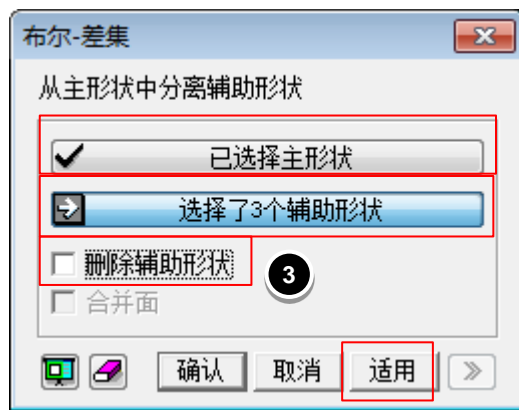 布尔-差集
从主形状中分离辅助形状
已选择主形状
选择了3个辅助形状
删除辅助形状
3
合并面
确认 取消 适用